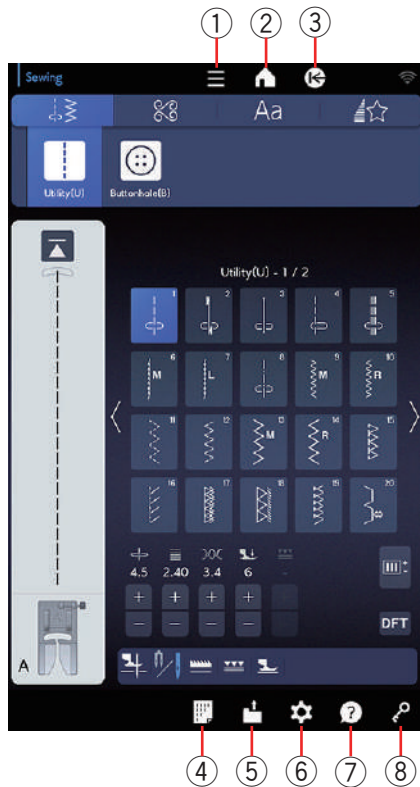 ① ② ③
Sewing
Aa
Utility(U) Buttonhole(B)
Utility(U) - 1 / 2
1 2 3 4 5
M 6 L 7 8 M 9 R 10
11 12 M 13 R 14 15
16 17 18 19 20
4.5 2.40 3.4 6 -
+ + + +
− − − −
DFT
A
?
④ ⑤ ⑥ ⑦ ⑧